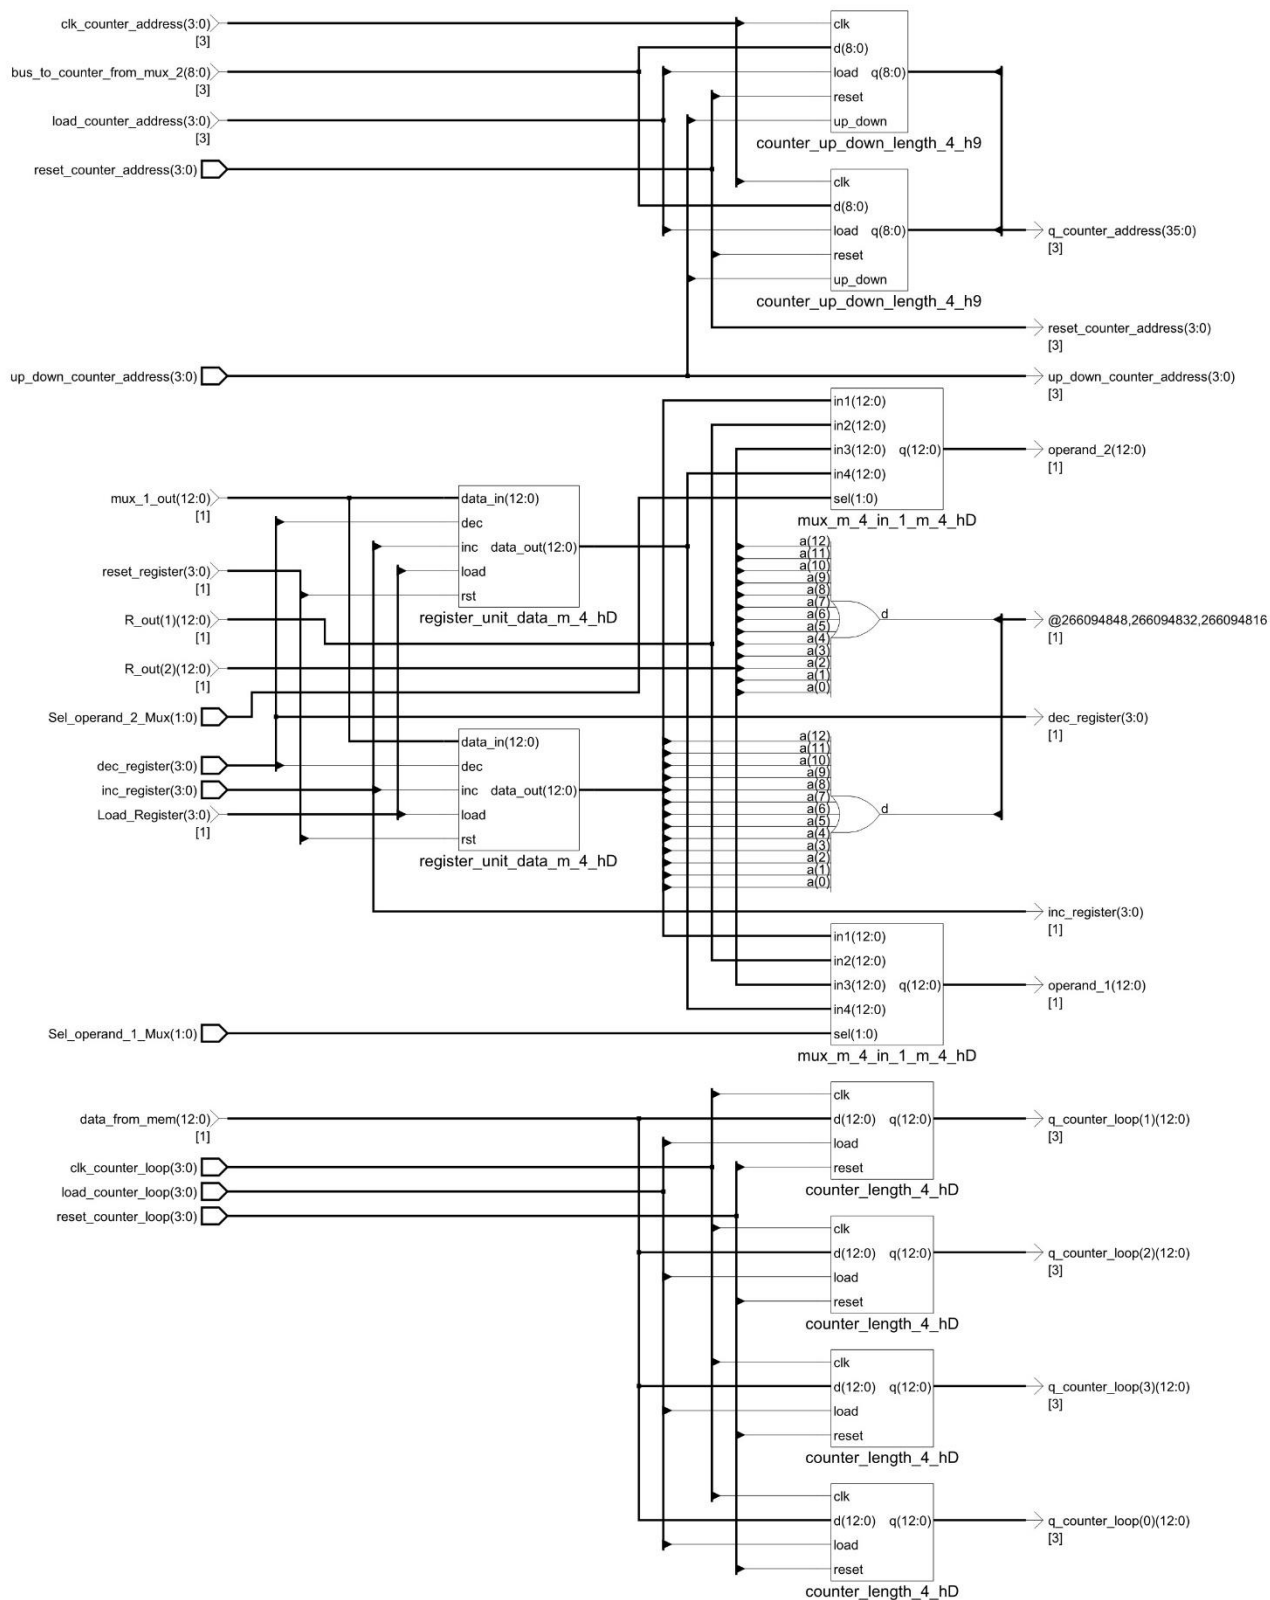 clk_counter_address(3:0)
[3]
bus_to_counter_from_mux_2(8:0)
[3]
load_counter_address(3:0)
[3]
reset_counter_address(3:0)
clk
d(8:0)
load q(8:0)
reset
up_down
counter_up_down_length_4_h9
clk
d(8:0)
load q(8:0)
reset
up_down
counter_up_down_length_4_h9
q_counter_address(35:0)
[3]
reset_counter_address(3:0)
[3]
up_down_counter_address(3:0)
up_down_counter_address(3:0)
[3]
in1(12:0)
in2(12:0)
in3(12:0) q(12:0)
in4(12:0)
sel(1:0)
mux_m_4_in_1_m_4_hD
operand_2(12:0)
[1]
mux_1_out(12:0)
[1]
reset_register(3:0)
[1]
R_out(1)(12:0)
[1]
R_out(2)(12:0)
[1]
Sel_operand_2_Mux(1:0)
dec_register(3:0)
inc_register(3:0)
Load_Register(3:0)
[1]
data_in(12:0)
dec
inc data_out(12:0)
load
rst
register_unit_data_m_4_hD
data_in(12:0)
dec
inc data_out(12:0)
load
rst
register_unit_data_m_4_hD
a(12)
a(11)
a(10)
a(9)
a(8)
a(7)
a(6)
a(5)
a(4)
a(3)
a(2)
a(1)
a(0)
d
@266094848,266094832,266094816
[1]
dec_register(3:0)
[1]
a(12)
a(11)
a(10)
a(9)
a(8)
a(7)
a(6)
a(5)
a(4)
a(3)
a(2)
a(1)
a(0)
d
inc_register(3:0)
[1]
in1(12:0)
in2(12:0)
in3(12:0) q(12:0)
in4(12:0)
sel(1:0)
mux_m_4_in_1_m_4_hD
operand_1(12:0)
[1]
Sel_operand_1_Mux(1:0)
data_from_mem(12:0)
[1]
clk_counter_loop(3:0)
load_counter_loop(3:0)
reset_counter_loop(3:0)
clk
d(12:0) q(12:0)
load
reset
counter_length_4_hD
q_counter_loop(1)(12:0)
[3]
clk
d(12:0) q(12:0)
load
reset
counter_length_4_hD
q_counter_loop(2)(12:0)
[3]
clk
d(12:0) q(12:0)
load
reset
counter_length_4_hD
q_counter_loop(3)(12:0)
[3]
clk
d(12:0) q(12:0)
load
reset
counter_length_4_hD
q_counter_loop(0)(12:0)
[3]